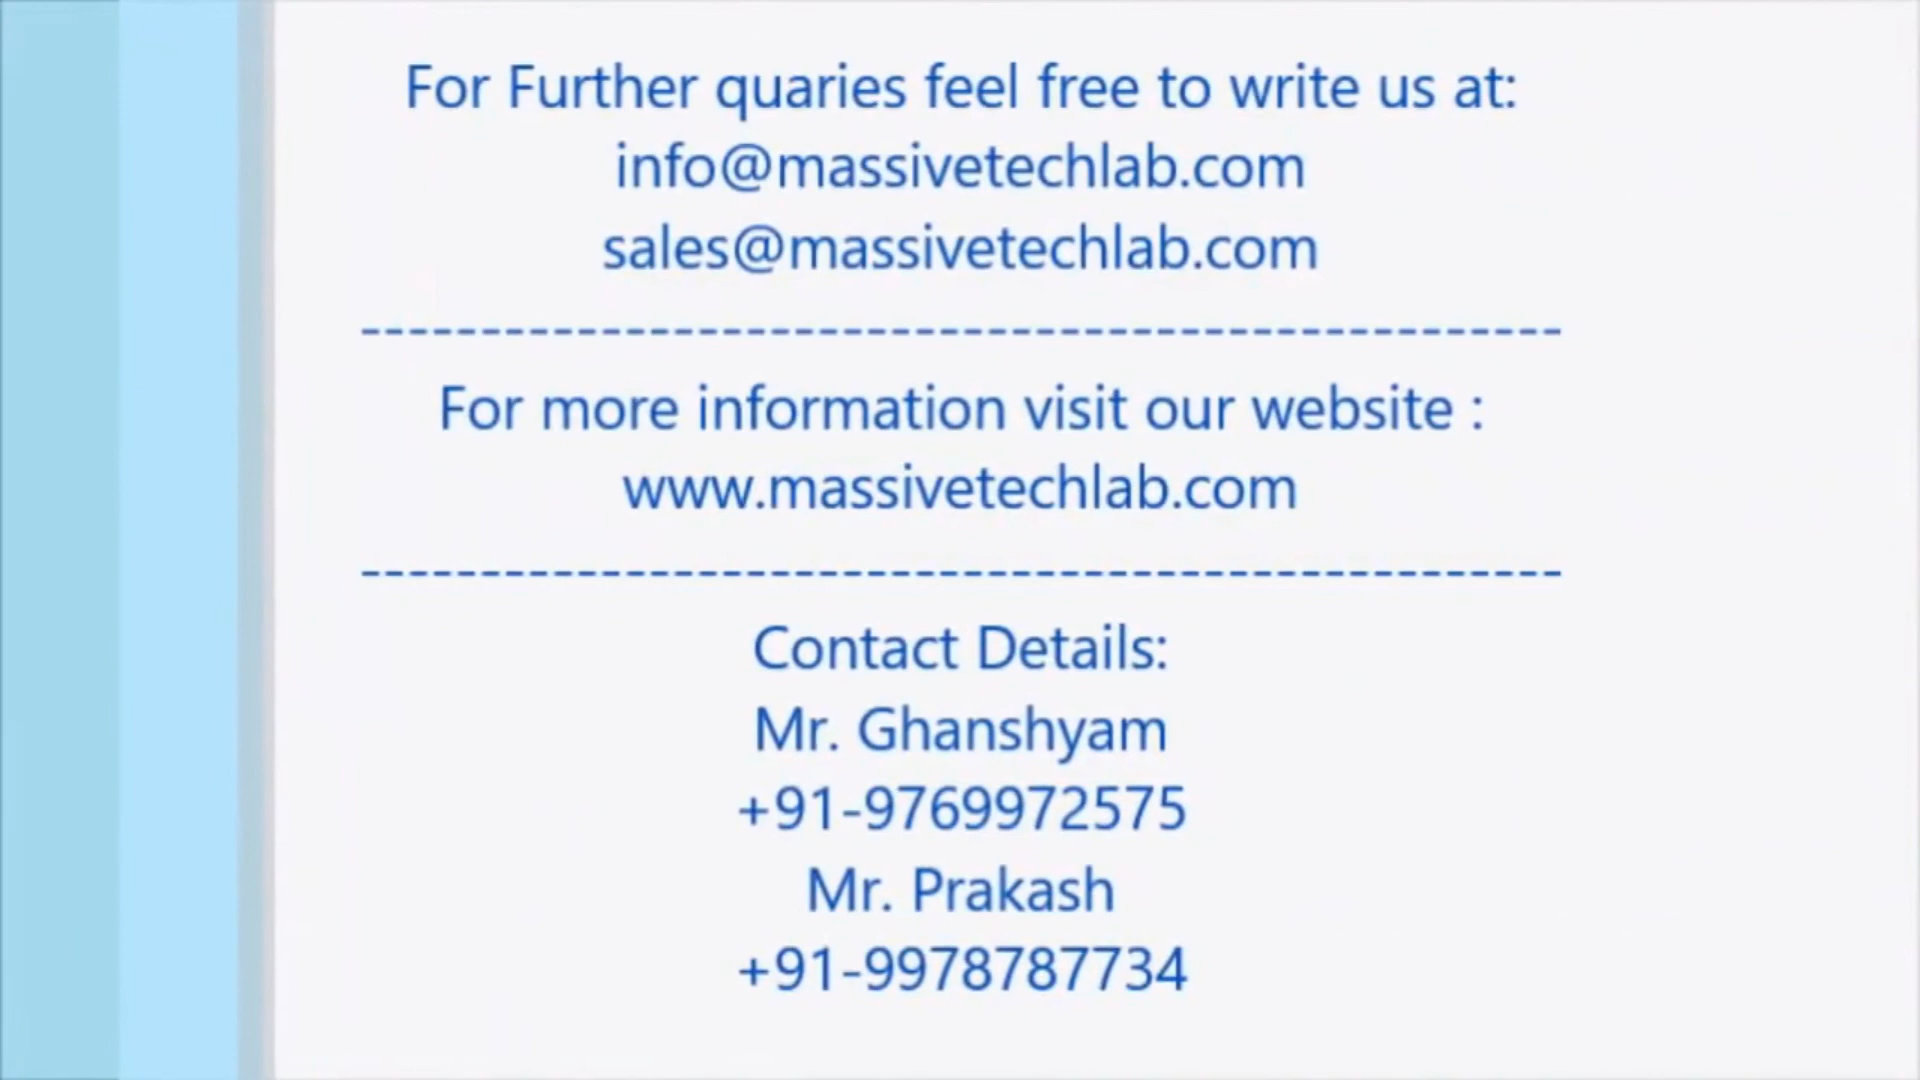 For Further quaries feel free to write us at:
info@massivetechlab.com
sales@massivetechlab.com
--------------------------------------------------
For more information visit our website :
www.massivetechlab.com
--------------------------------------------------
Contact Details:
Mr. Ghanshyam
+91-9769972575
Mr. Prakash
+91-9978787734